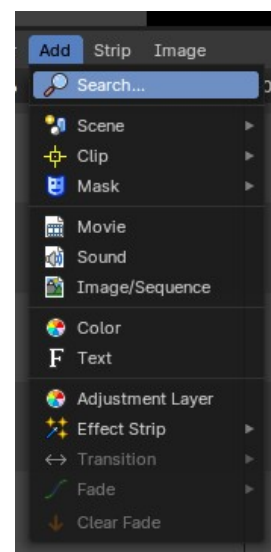 Add Strip Image
Search...
Scene
Clip
Mask
Movie
Sound
Image/Sequence
Color
F Text
Adjustment Layer
Effect Strip
Transition
Fade
Clear Fade